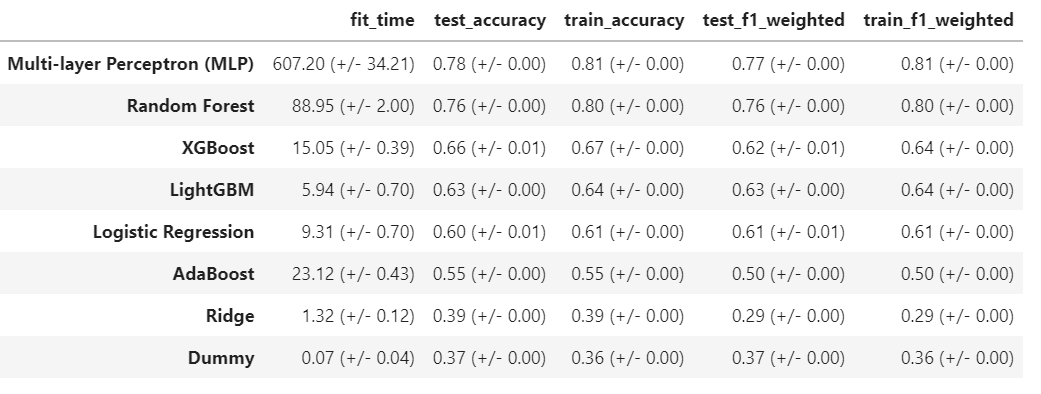 fit_time test_accuracy train_accuracy test_f1_weighted train_f1_weighted
Multi-layer Perceptron (MLP) 607.20 (+/- 34.21) 0.78 (+/- 0.00) 0.81 (+/- 0.00) 0.77 (+/- 0.00) 0.81 (+/- 0.00)
Random Forest 88.95 (+/- 2.00) 0.76 (+/- 0.00) 0.80 (+/- 0.00) 0.76 (+/- 0.00) 0.80 (+/- 0.00)
XGBoost 15.05 (+/- 0.39) 0.66 (+/- 0.01) 0.67 (+/- 0.00) 0.62 (+/- 0.01) 0.64 (+/- 0.00)
LightGBM 5.94 (+/- 0.70) 0.63 (+/- 0.00) 0.64 (+/- 0.00) 0.63 (+/- 0.00) 0.64 (+/- 0.00)
Logistic Regression 9.31 (+/- 0.70) 0.60 (+/- 0.01) 0.61 (+/- 0.00) 0.61 (+/- 0.01) 0.61 (+/- 0.00)
AdaBoost 23.12 (+/- 0.43) 0.55 (+/- 0.00) 0.55 (+/- 0.00) 0.50 (+/- 0.00) 0.50 (+/- 0.00)
Ridge 1.32 (+/- 0.12) 0.39 (+/- 0.00) 0.39 (+/- 0.00) 0.29 (+/- 0.00) 0.29 (+/- 0.00)
Dummy 0.07 (+/- 0.04) 0.37 (+/- 0.00) 0.36 (+/- 0.00) 0.37 (+/- 0.00) 0.36 (+/- 0.00)